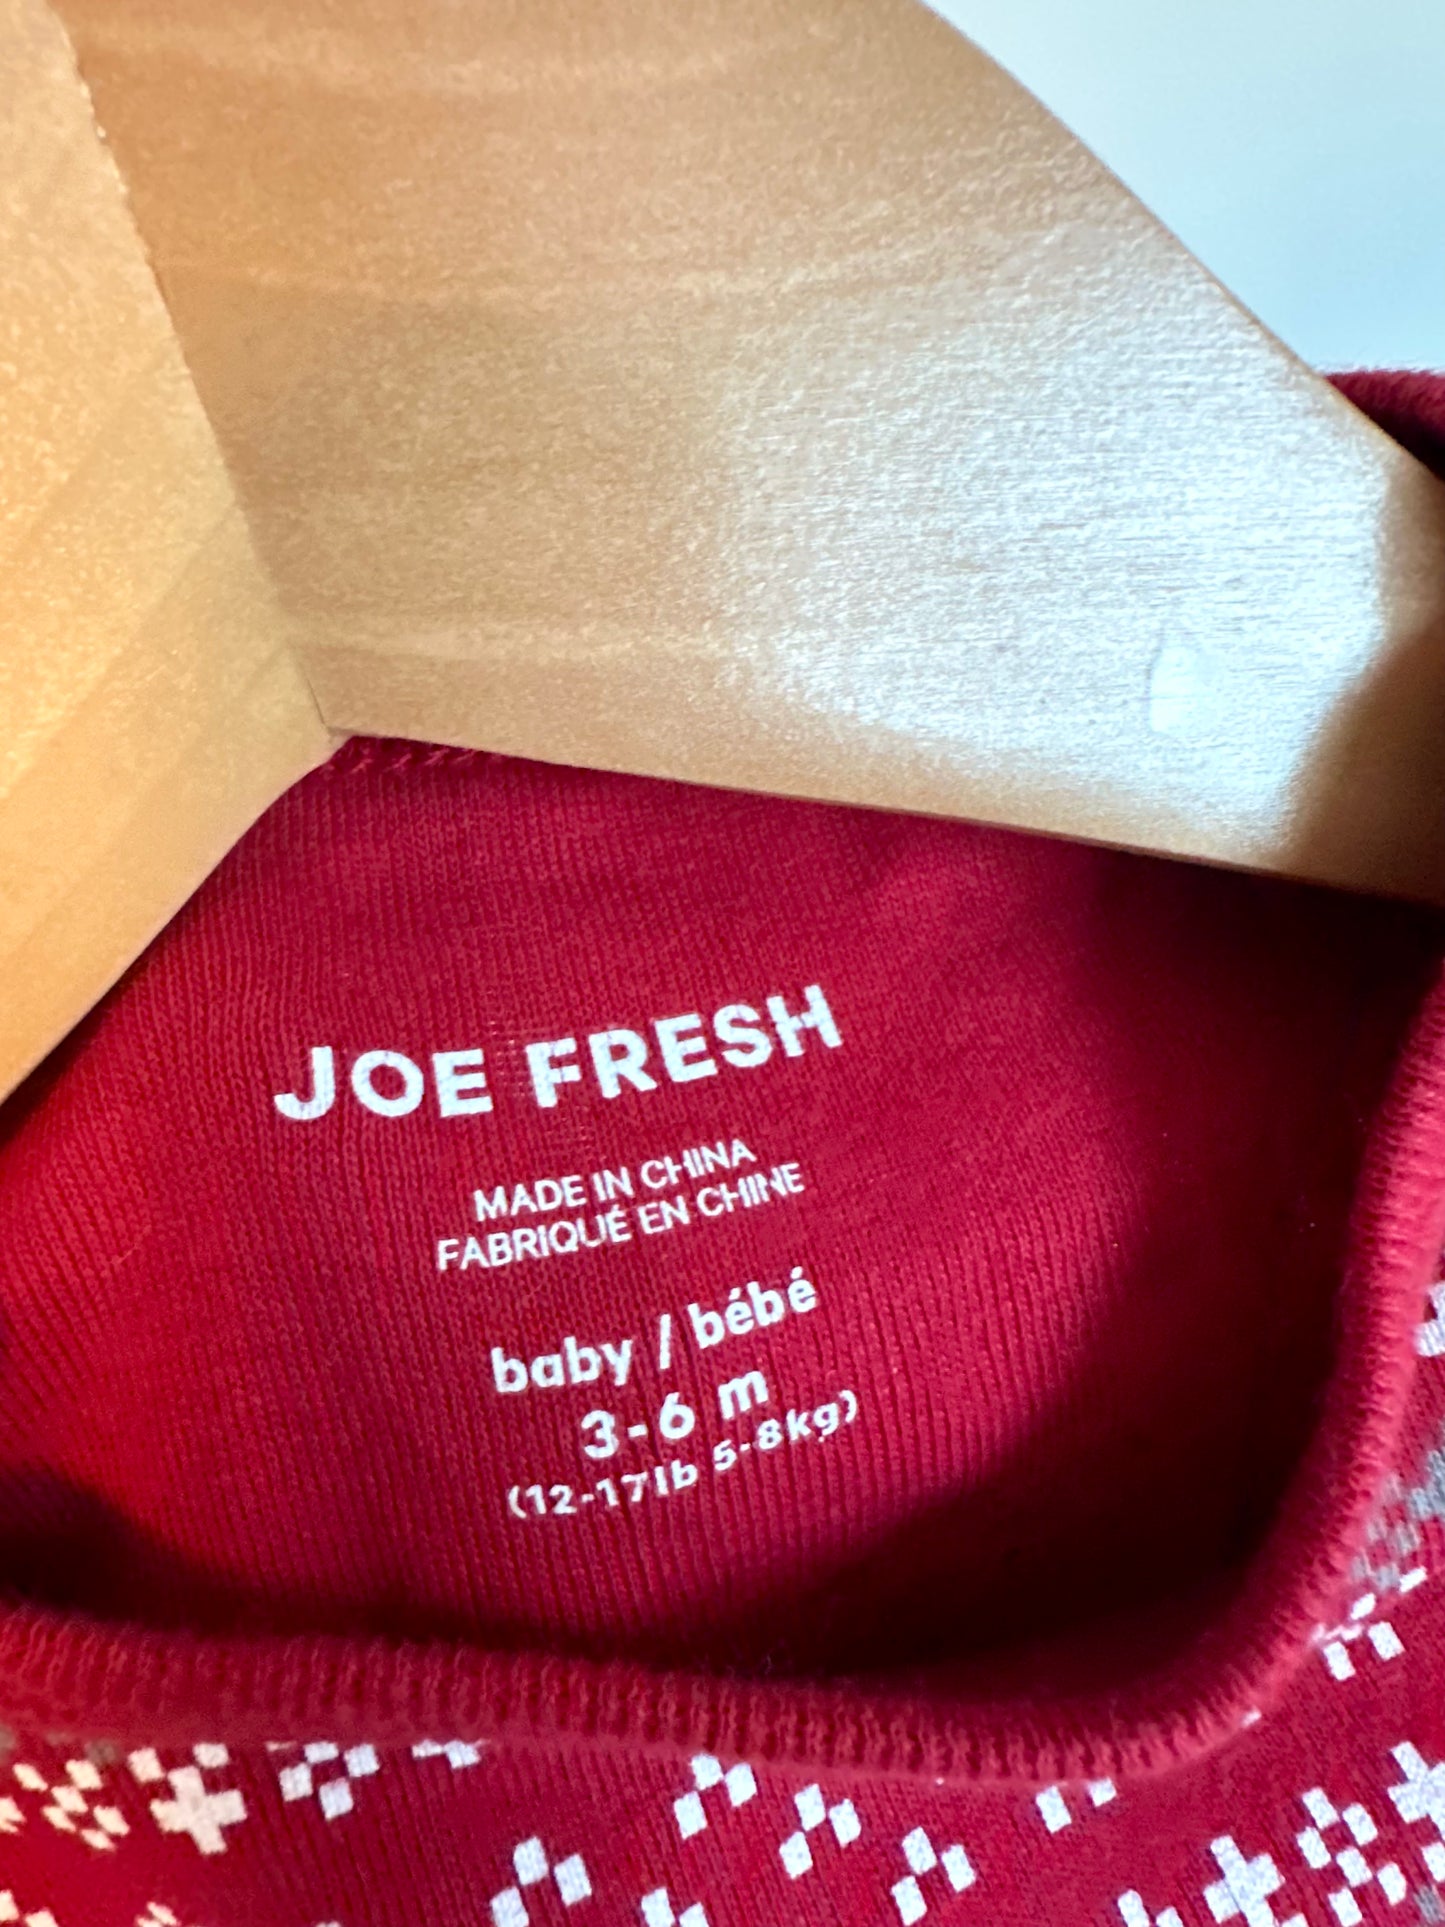 JOE FRESH
MADE IN CHINA
FABRIQUÉ EN CHINE
baby / bébé
3-6 m
(12-17lb 5-8kg)